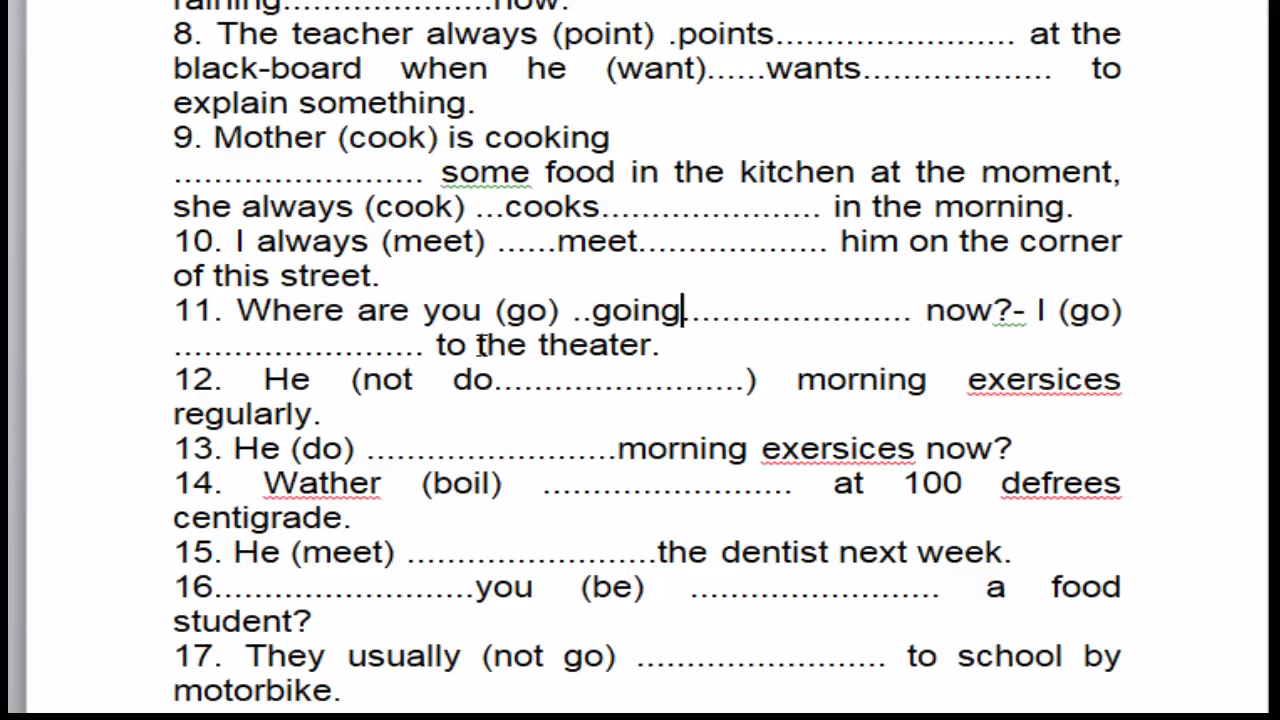 raining.....................now.
8. The teacher always (point) .points........................ at the
black-board when he (want)......wants................... to
explain something.
9. Mother (cook) is cooking
......................... some food in the kitchen at the moment,
she always (cook) ...cooks...................... in the morning.
10. I always (meet) ......meet................... him on the corner
of this street.
11. Where are you (go) ..going....................... now?- I (go)
......................... to the theater.
12. He (not do.........................) morning exersices
regularly.
13. He (do) .........................morning exersices now?
14. Wather (boil) ......................... at 100 defrees
centigrade.
15. He (meet) .........................the dentist next week.
16..........................you (be) ......................... a food
student?
17. They usually (not go) ......................... to school by
motorbike.